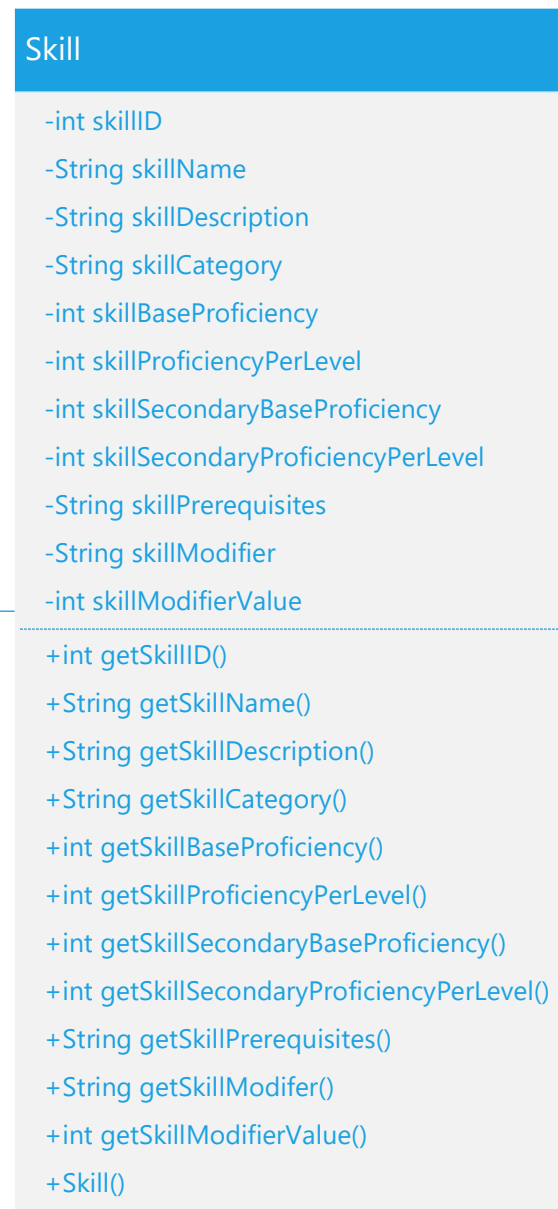 Skill
-int skillID
-String skillName
-String skillDescription
-String skillCategory
-int skillBaseProficiency
-int skillProficiencyPerLevel
-int skillSecondaryBaseProficiency
-int skillSecondaryProficiencyPerLevel
-String skillPrerequisites
-String skillModifier
-int skillModifierValue
+int getSkillID()
+String getSkillName()
+String getSkillDescription()
+String getSkillCategory()
+int getSkillBaseProficiency()
+int getSkillProficiencyPerLevel()
+int getSkillSecondaryBaseProficiency()
+int getSkillSecondaryProficiencyPerLevel()
+String getSkillPrerequisites()
+String getSkillModifer()
+int getSkillModifierValue()
+Skill()